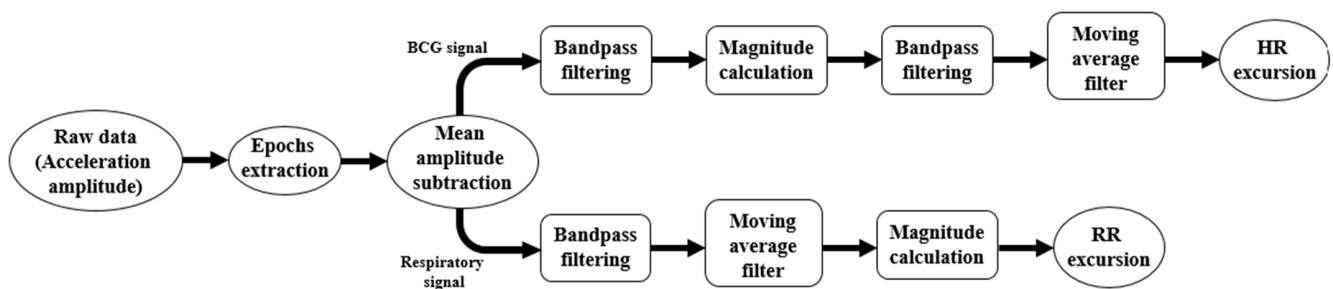 Raw data
(Acceleration
amplitude)
Epochs
extraction
Mean
amplitude
subtraction
BCG signal
Bandpass
filtering
Magnitude
calculation
Bandpass
filtering
Moving
average
filter
HR
excursion
Respiratory
signal
Bandpass
filtering
Moving
average
filter
Magnitude
calculation
RR
excursion